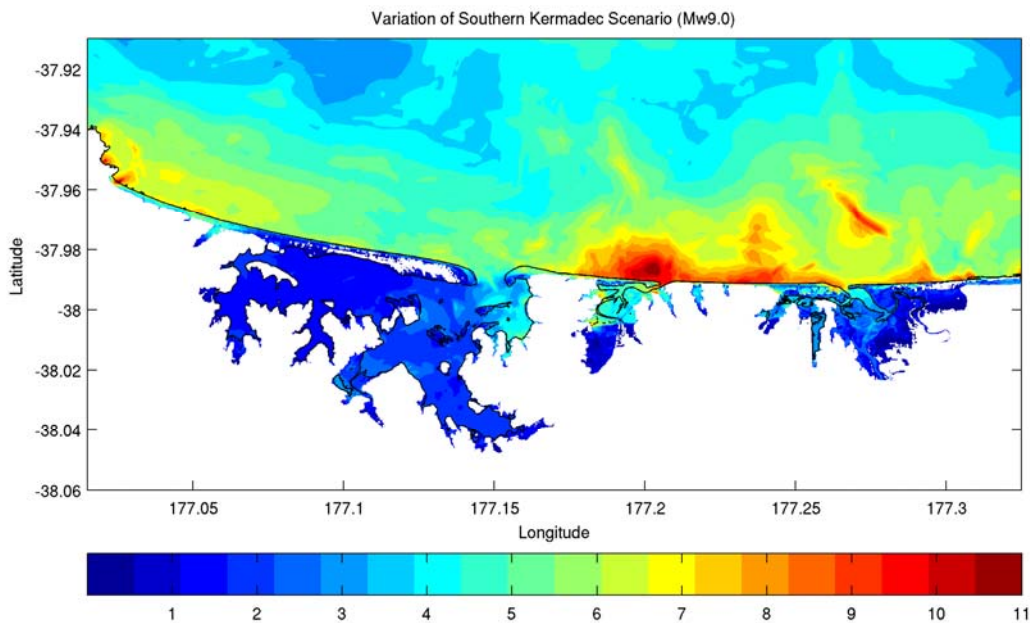 Variation of Southern Kermadec Scenario (Mw9.0)
-37.92
-37.94
-37.96
-37.98
-38
-38.02
-38.04
-38.06
Latitude
177.05 177.1 177.15 177.2 177.25 177.3
Longitude
1 2 3 4 5 6 7 8 9 10 11